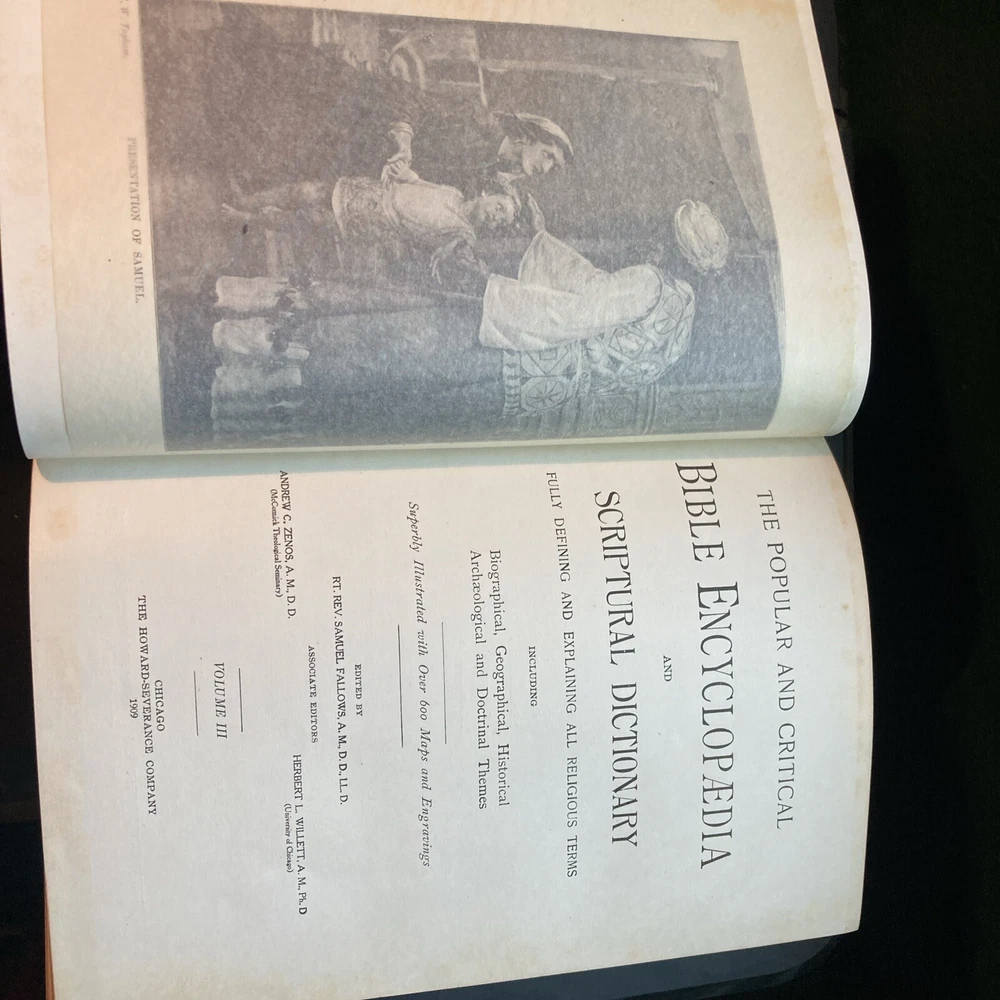 PRESENTATION OF SAMUEL.
THE POPULAR AND CRITICAL
BIBLE ENCYCLOPÆDIA
AND
SCRIPTURAL DICTIONARY
FULLY DEFINING AND EXPLAINING ALL RELIGIOUS TERMS
INCLUDING
Biographical, Geographical, Historical
Archæological and Doctrinal Themes
Superbly Illustrated with Over 600 Maps and Engravings
EDITED BY
RT. REV. SAMUEL FALLOWS, A. M., D. D., LL. D.
ASSOCIATE EDITORS
ANDREW C. ZENOS, A. M., D. D.
(McCormick Theological Seminary)
HERBERT L. WILLETT, A. M., Ph. D
(University of Chicago)
VOLUME III
CHICAGO
THE HOWARD-SEVERANCE COMPANY
1909